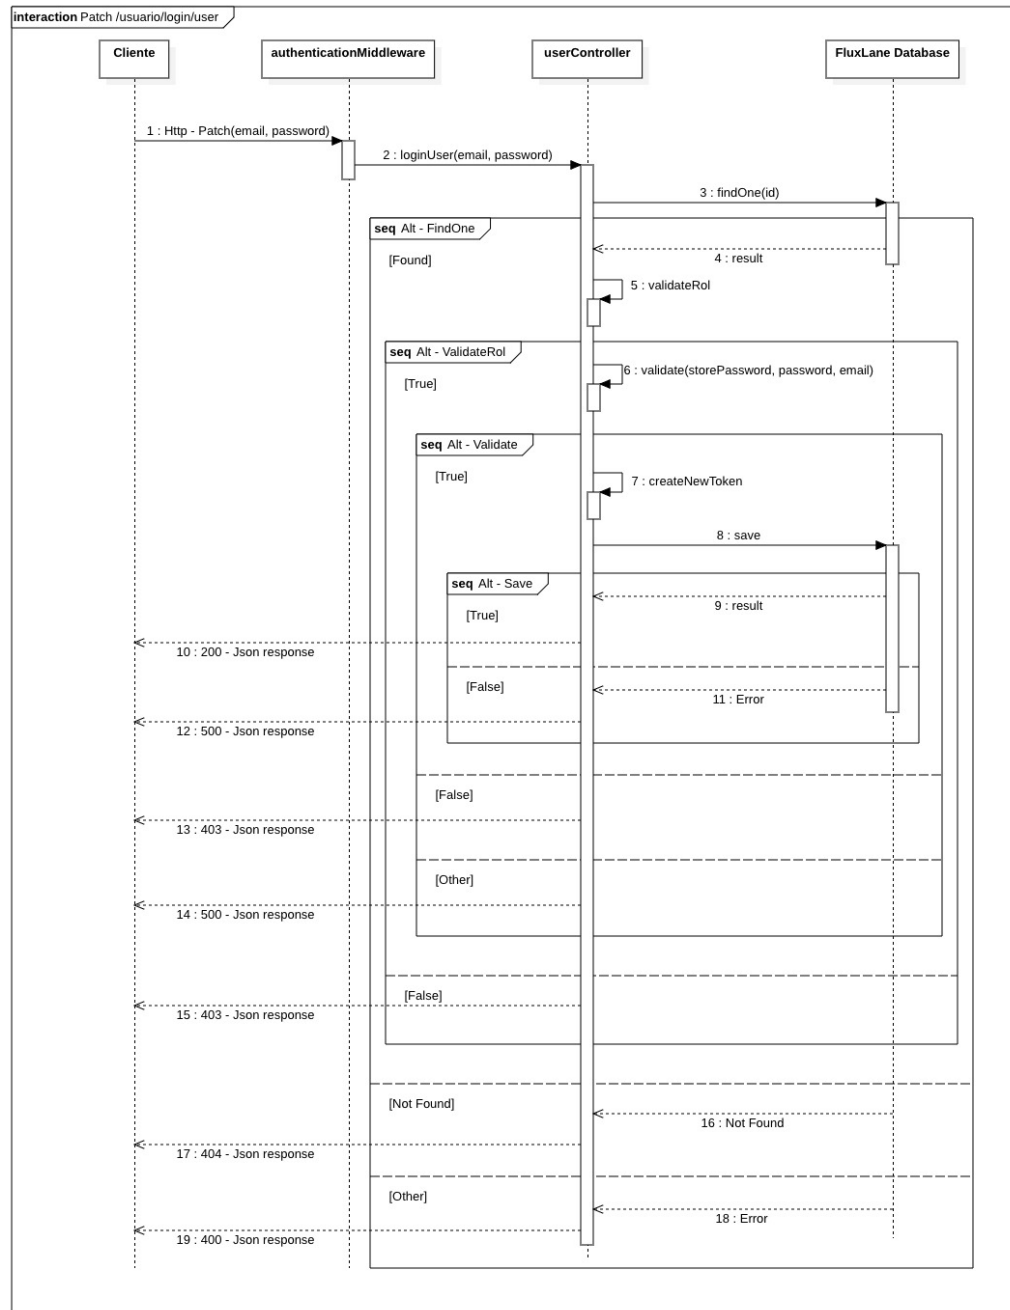 interaction Patch /usuario/login/user
Cliente
authenticationMiddleware
userController
FluxLane Database
1 : Http - Patch(email, password)
2 : loginUser(email, password)
3 : findOne(id)
seq Alt - FindOne
[Found]
4 : result
5 : validateRol
seq Alt - ValidateRol
[True]
6 : validate(storePassword, password, email)
seq Alt - Validate
[True]
7 : createNewToken
8 : save
seq Alt - Save
9 : result
[True]
10 : 200 - Json response
[False]
11 : Error
12 : 500 - Json response
[False]
13 : 403 - Json response
[Other]
14 : 500 - Json response
[False]
15 : 403 - Json response
[Not Found]
16 : Not Found
17 : 404 - Json response
[Other]
18 : Error
19 : 400 - Json response